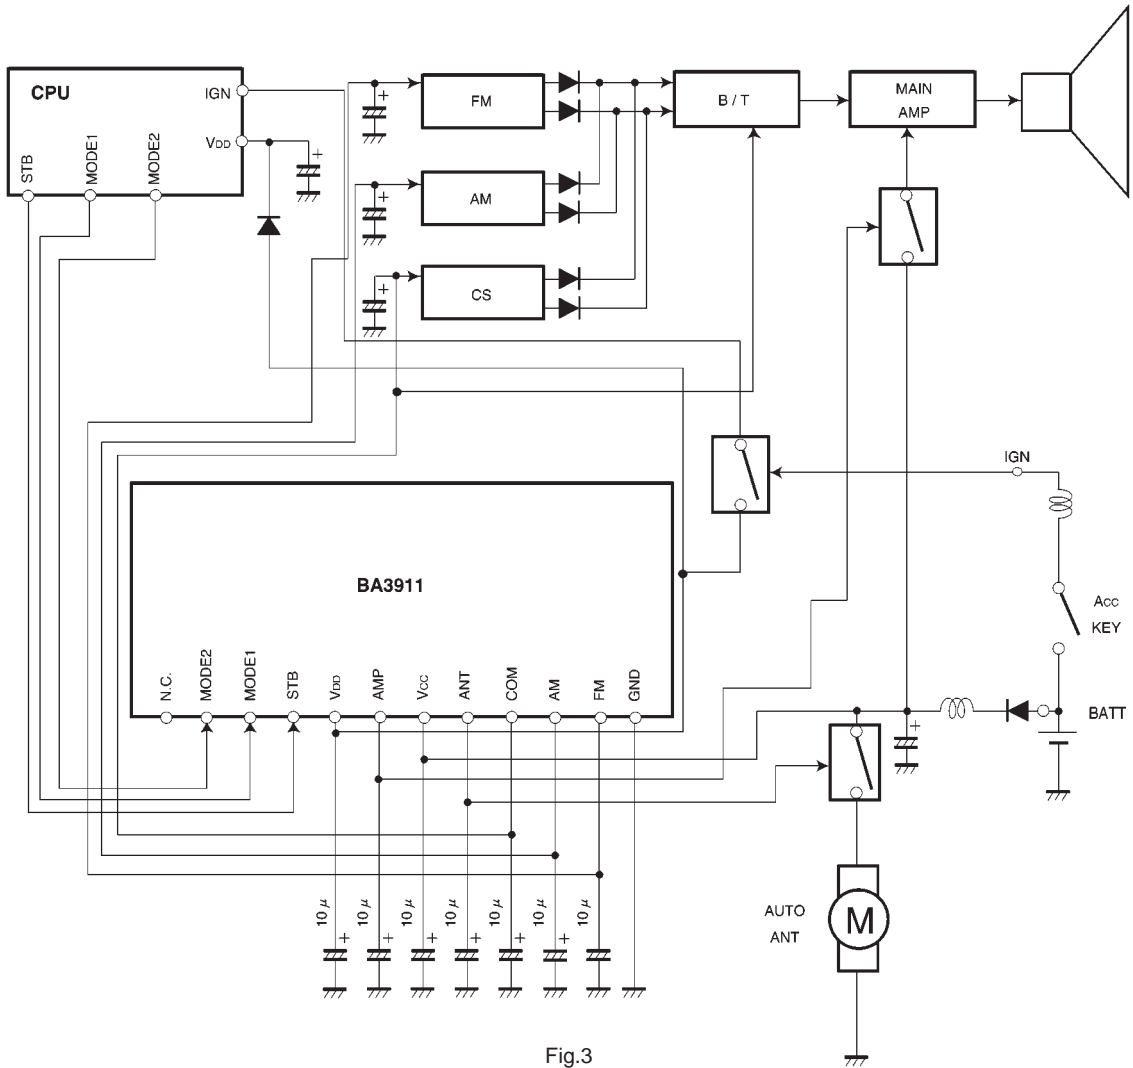 CPU
IGN
VDD
STB
MODE1
MODE2
+
FM
B / T
MAIN
AMP
+
AM
+
CS
+
IGN
ACC
KEY
BA3911
N.C.
MODE2
MODE1
STB
VDD
AMP
VCC
ANT
COM
AM
FM
GND
BATT
+
10 μ
10 μ
10 μ
10 μ
10 μ
10 μ
10 μ
+
+
+
+
+
+
AUTO
ANT
M
Fig.3